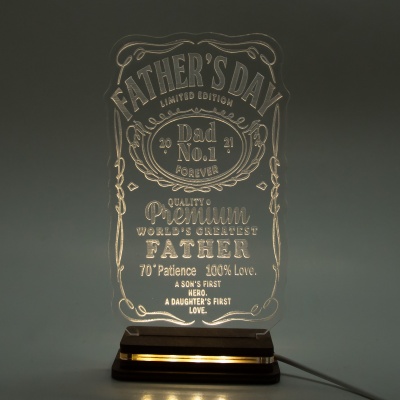 FATHER'S DAY
LIMITED EDITION
Dad
20 No.1 21
FOREVER
QUALITY
Premium
WORLD'S GREATEST
FATHER
70° Patience 100% Love.
A SON'S FIRST
HERO.
A DAUGHTER'S FIRST
LOVE.